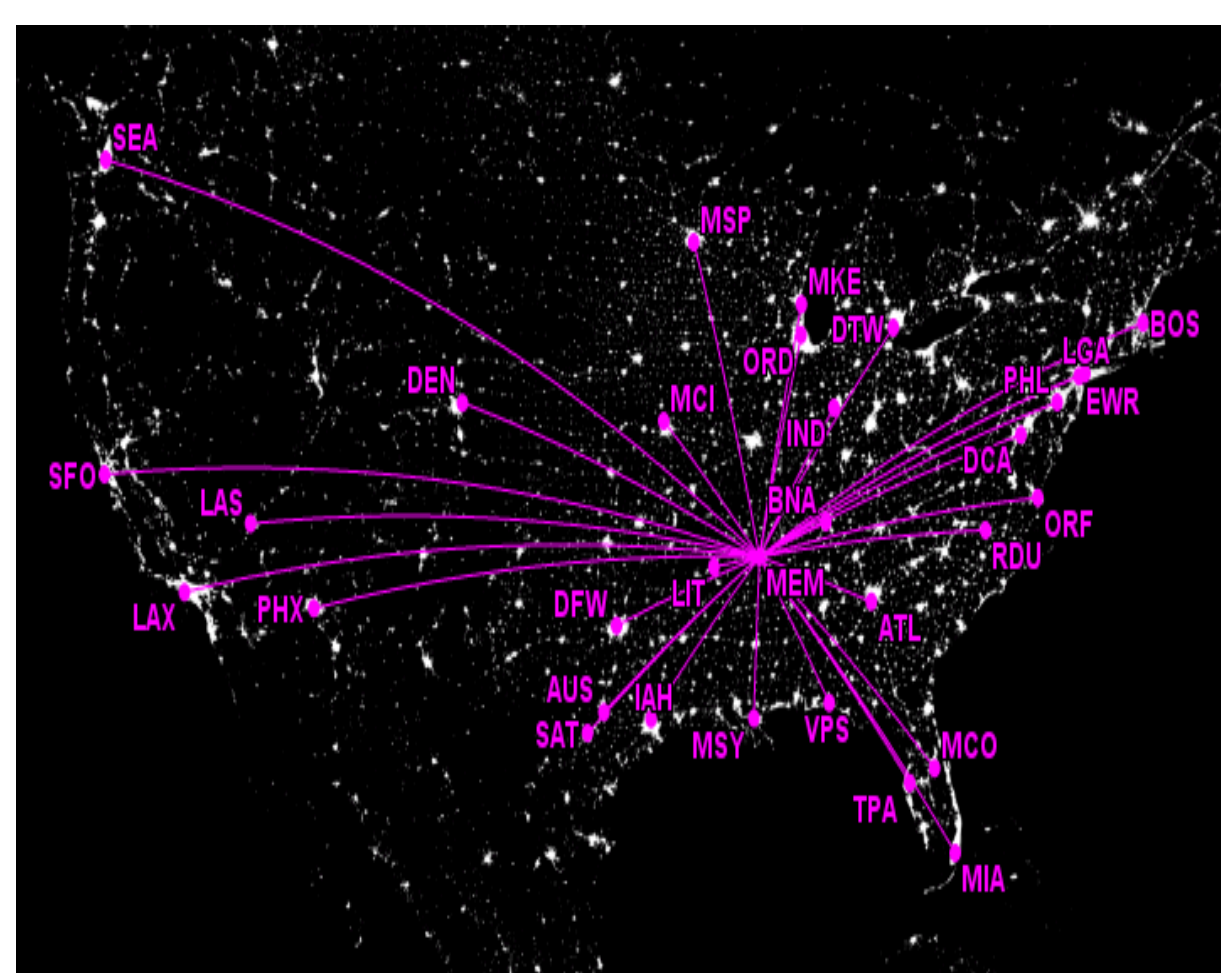 SEA
MSP
MKE
DTW
BOS
ORD
LGA
DEN
PHL
MCI
EWR
IND
DCA
SFO
LAS
BNA
ORF
RDU
MEM
LIT
DFW
PHX
LAX
ATL
AUS
IAH
SAT
MSY
VPS
MCO
TPA
MIA